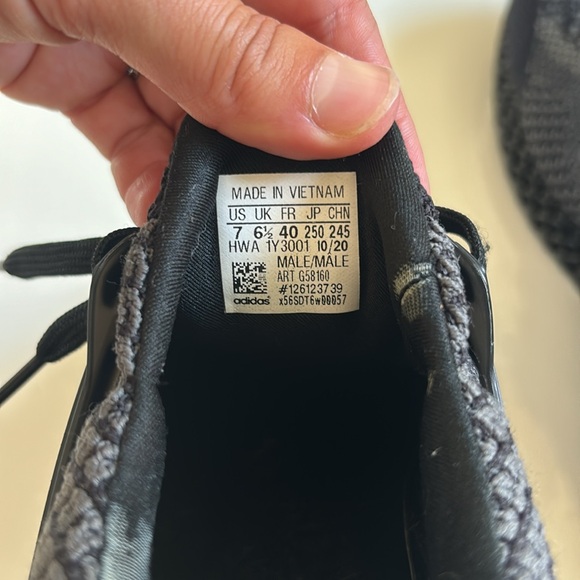 MADE IN VIETNAM
US UK FR JP CHN
7 6½ 40 250 245
HWA 1Y3001 10/20
MALE/MALE
ART G58160
#126123739
adidas x56SDT6w00057